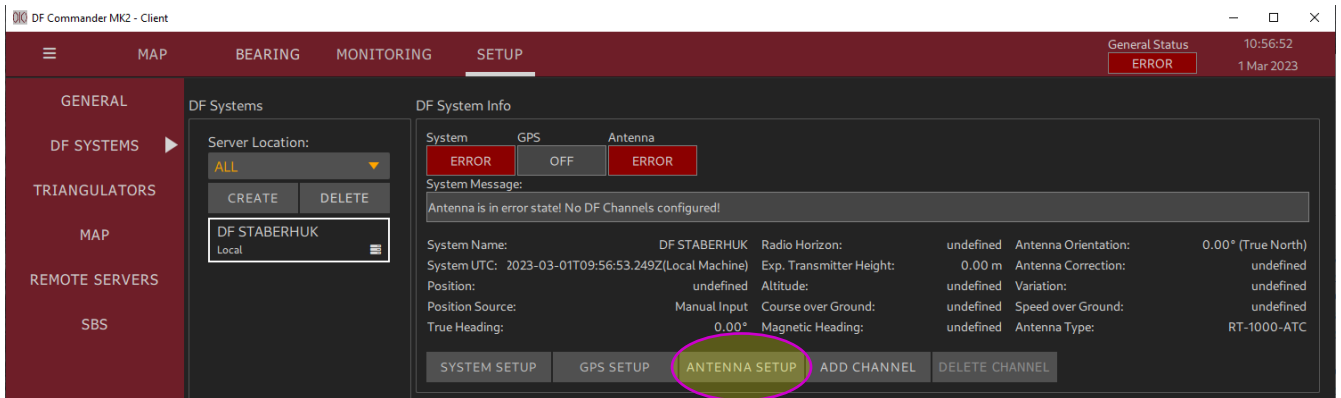 DF Commander MK2 - Client
MAP BEARING MONITORING SETUP
General Status
ERROR
10:56:52
1 Mar 2023
GENERAL
DF SYSTEMS
TRIANGULATORS
MAP
REMOTE SERVERS
SBS
DF Systems
Server Location:
ALL
CREATE DELETE
DF STABERHUK
Local
DF System Info
System GPS Antenna
ERROR OFF ERROR
System Message:
Antenna is in error state! No DF Channels configured!
System Name: DF STABERHUK Radio Horizon: undefined Antenna Orientation: 0.00° (True North)
System UTC: 2023-03-01T09:56:53.249Z(Local Machine) Exp. Transmitter Height: 0.00 m Antenna Correction: undefined
Position: undefined Altitude: undefined Variation: undefined
Position Source: Manual Input Course over Ground: undefined Speed over Ground: undefined
True Heading: 0.00° Magnetic Heading: undefined Antenna Type: RT-1000-ATC
SYSTEM SETUP GPS SETUP ANTENNA SETUP ADD CHANNEL DELETE CHANNEL